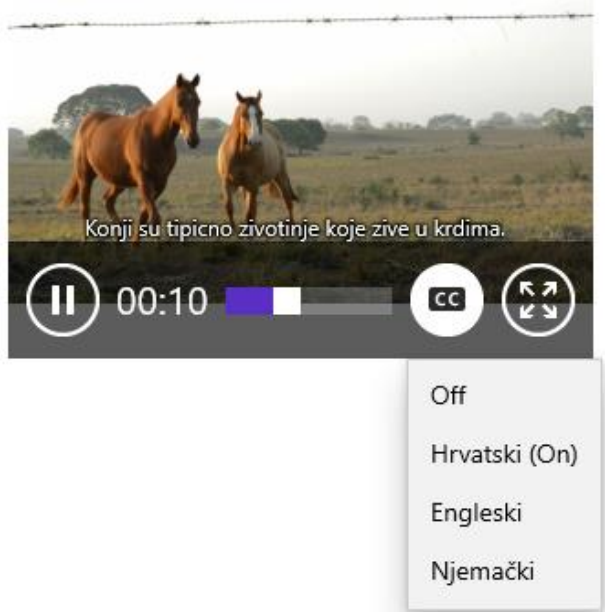 Konji su tipicno zivotinje koje zive u krdima.
00:10
CC
Off
Hrvatski (On)
Engleski
Njemački